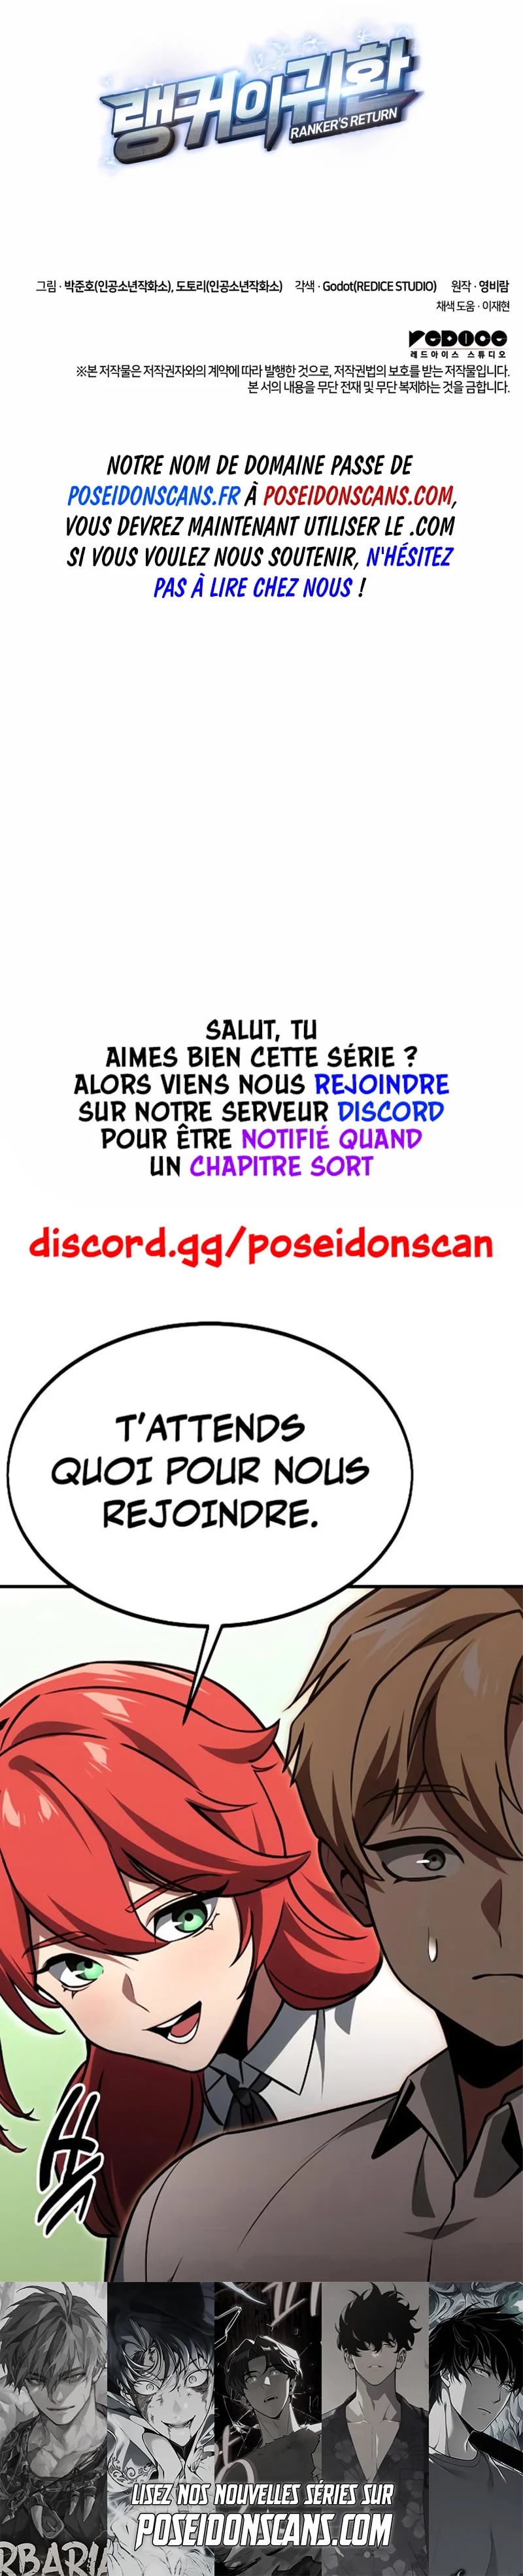 랭커의 귀환
RANKER'S RETURN
그림 · 박준호(인공소년작화소), 도토리(인공소년작화소) 각색 · Godot(REDICE STUDIO) 원작 · 영비람
채색 도움 · 이재현
REDICE
레드아이스 스튜디오
※본 저작물은 저작권자와의 계약에 따라 발행한 것으로, 저작권법의 보호를 받는 저작물입니다.
본 서의 내용을 무단 전재 및 무단 복제하는 것을 금합니다.
NOTRE NOM DE DOMAINE PASSE DE
POSEIDONSCANS.FR À POSEIDONSCANS.COM,
VOUS DEVREZ MAINTENANT UTILISER LE .COM
SI VOUS VOULEZ NOUS SOUTENIR, N'HÉSITEZ
PAS À LIRE CHEZ NOUS !
SALUT, TU
AIMES BIEN CETTE SÉRIE ?
ALORS VIENS NOUS REJOINDRE
SUR NOTRE SERVEUR DISCORD
POUR ÊTRE NOTIFIÉ QUAND
UN CHAPITRE SORT
discord.gg/poseidonscan
T'ATTENDS
QUOI POUR NOUS
REJOINDRE.
LISEZ NOS NOUVELLES SÉRIES SUR
POSEIDONSCANS.COM
RBARIA